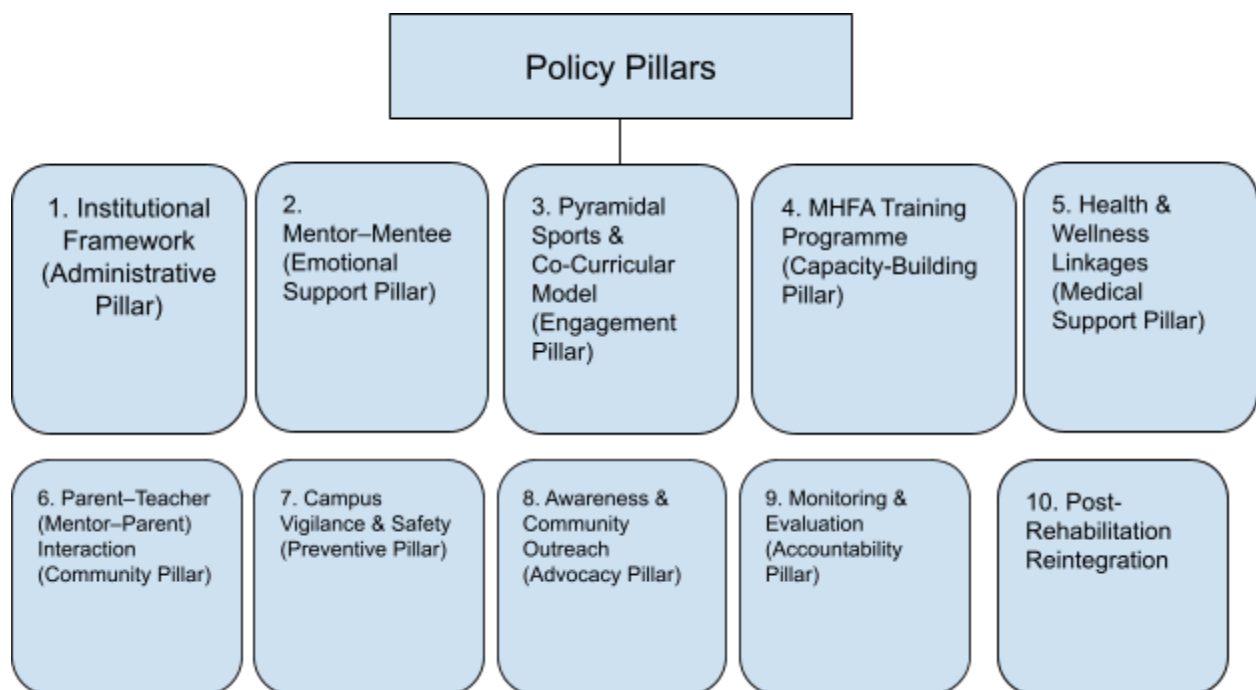 Policy Pillars
1. Institutional
Framework
(Administrative
Pillar)
2.
Mentor–Mentee
(Emotional
Support Pillar)
3. Pyramidal
Sports &
Co-Curricular
Model
(Engagement
Pillar)
4. MHFA Training
Programme
(Capacity-Building
Pillar)
5. Health &
Wellness
Linkages
(Medical
Support Pillar)
6. Parent–Teacher
(Mentor–Parent)
Interaction
(Community Pillar)
7. Campus
Vigilance & Safety
(Preventive Pillar)
8. Awareness &
Community
Outreach
(Advocacy Pillar)
9. Monitoring &
Evaluation
(Accountability
Pillar)
10. Post-
Rehabilitation
Reintegration